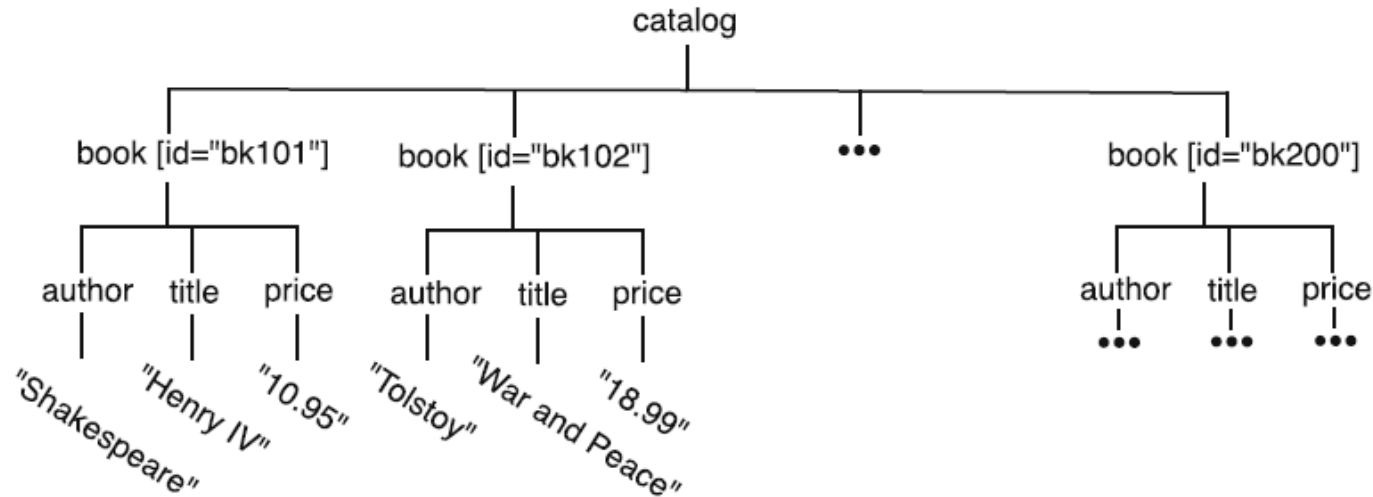 catalog
book [id="bk101"] book [id="bk102"] ••• book [id="bk200"]
author title price author title price author title price
"Shakespeare" "Henry IV" "10.95" "Tolstoy" "War and Peace" "18.99" ••• ••• •••